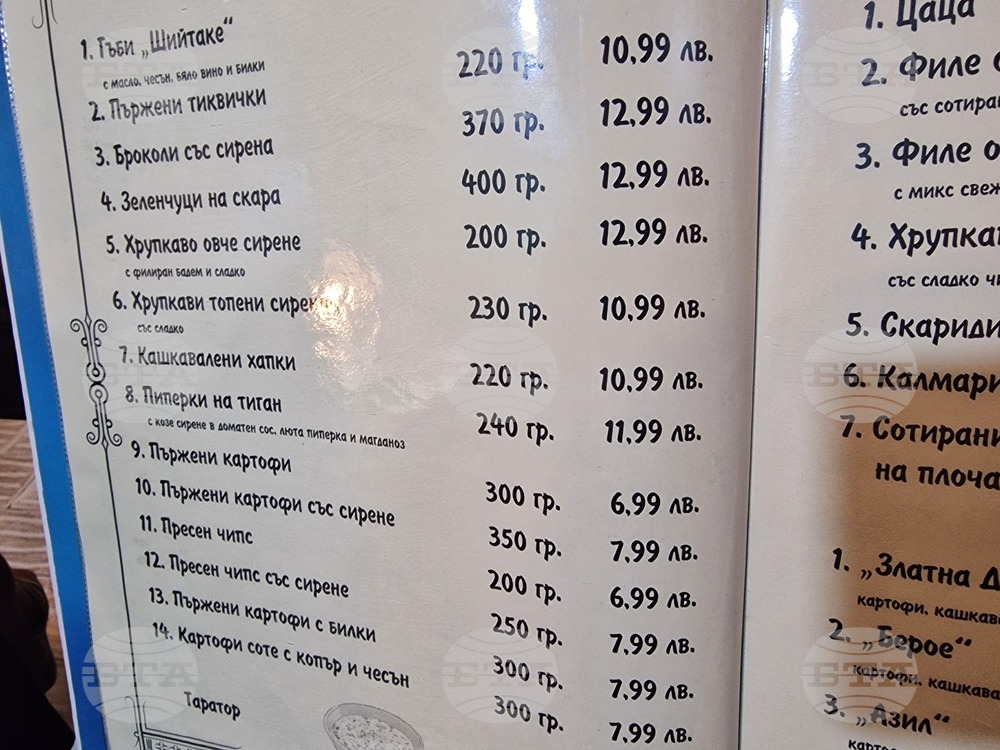 1. Гъби „Шийтаке“
с масло, чесън, бяло вино и билки
2. Пържени тиквички 220 гр. 10,99 лв.
3. Броколи със сирена 370 гр. 12,99 лв.
4. Зеленчуци на скара 400 гр. 12,99 лв.
5. Хрупкаво овче сирене 200 гр. 12,99 лв.
с филиран бадем и сладко
6. Хрупкави топени сирен 230 гр. 10,99 лв.
със сладко
7. Кашкавалени хапки 220 гр. 10,99 лв.
8. Пиперки на тиган 240 гр. 11,99 лв.
с козе сирене в доматен сос, люта пиперка и магданоз
9. Пържени картофи 300 гр. 6,99 лв.
10. Пържени картофи със сирене 350 гр. 7,99 лв.
11. Пресен чипс 200 гр. 6,99 лв.
12. Пресен чипс със сирене 250 гр. 7,99 лв.
13. Пържени картофи с билки 300 гр. 7,99 лв.
14. Картофи соте с копър и чесън 300 гр. 7,99 лв.
Таратор
1. Цаца
2. Филе
със сотиран
3. Филе о
с микс свеж
4. Хрупкав
със сладко чи
5. Скариди
6. Калмари
7. Сотирани
на плоча
1. „Златна Д
картофи, кашкава
2. „Берое“
картофи, кашкава
3. „Азил“
карто
БТА